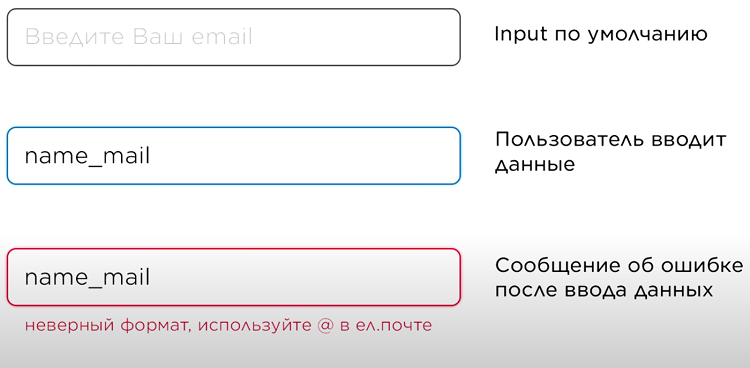 Введите Ваш email
Input по умолчанию
name_mail
Пользователь вводит
данные
name_mail
Сообщение об ошибке
после ввода данных
неверный формат, используйте @ в ел.почте